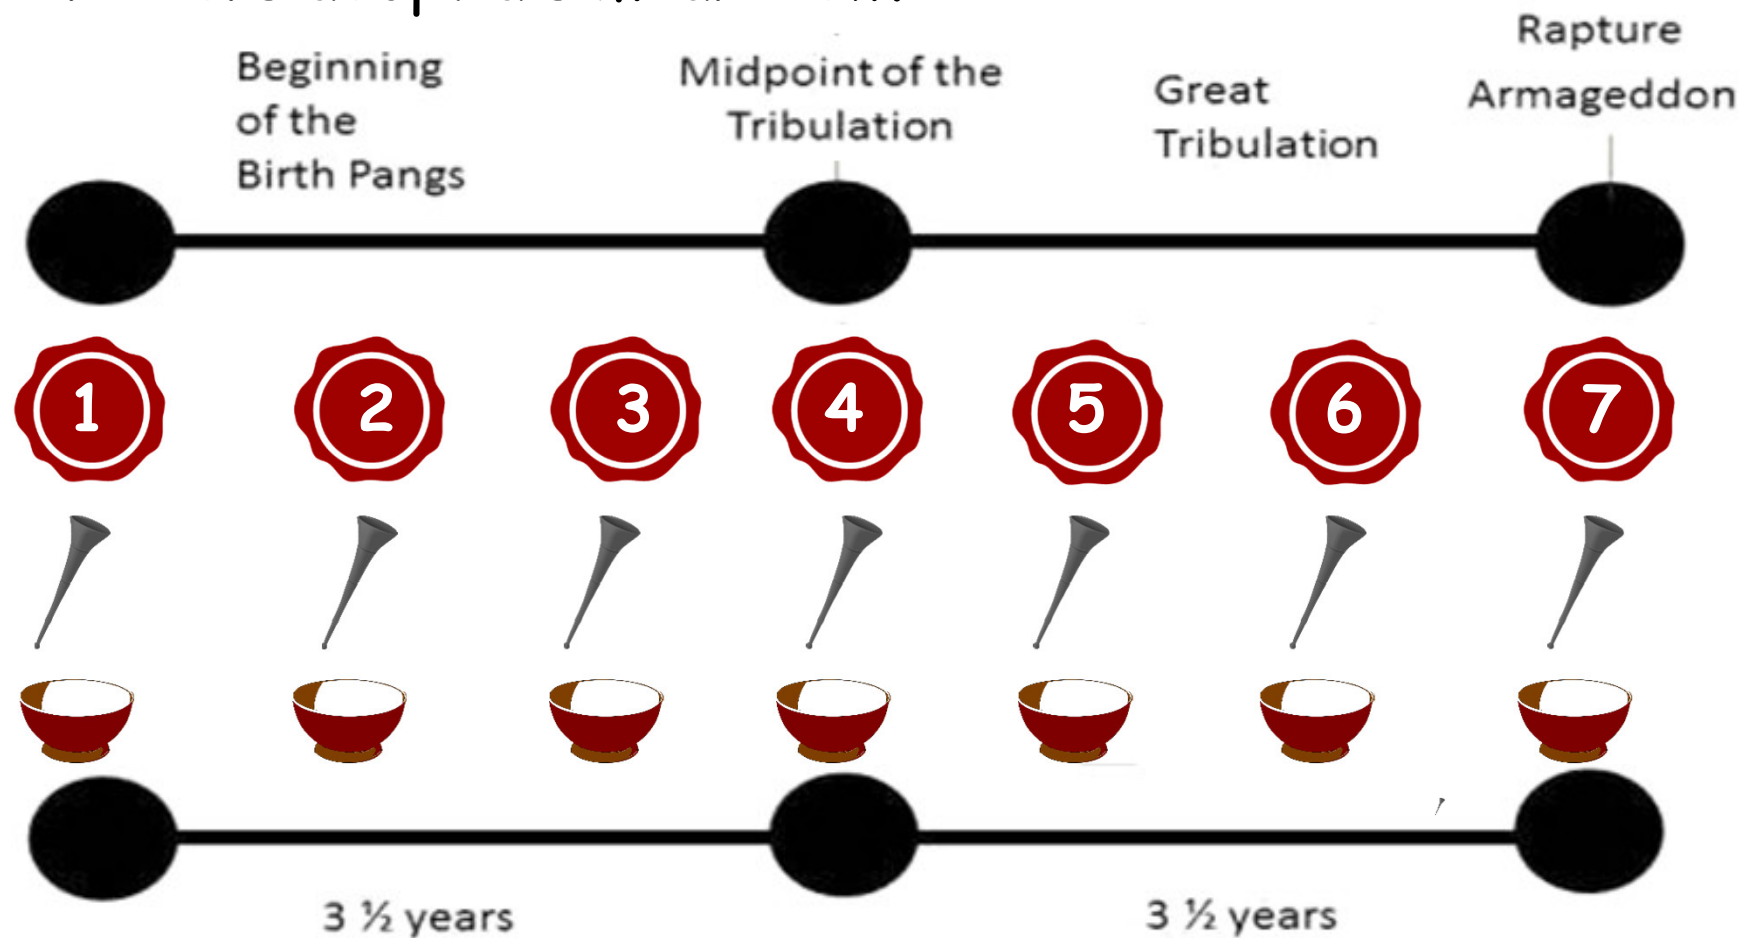 Beginning
of the
Birth Pangs
Midpoint of the
Tribulation
Great
Tribulation
Rapture
Armageddon
1 2 3 4 5 6 7
3 ½ years 3 ½ years